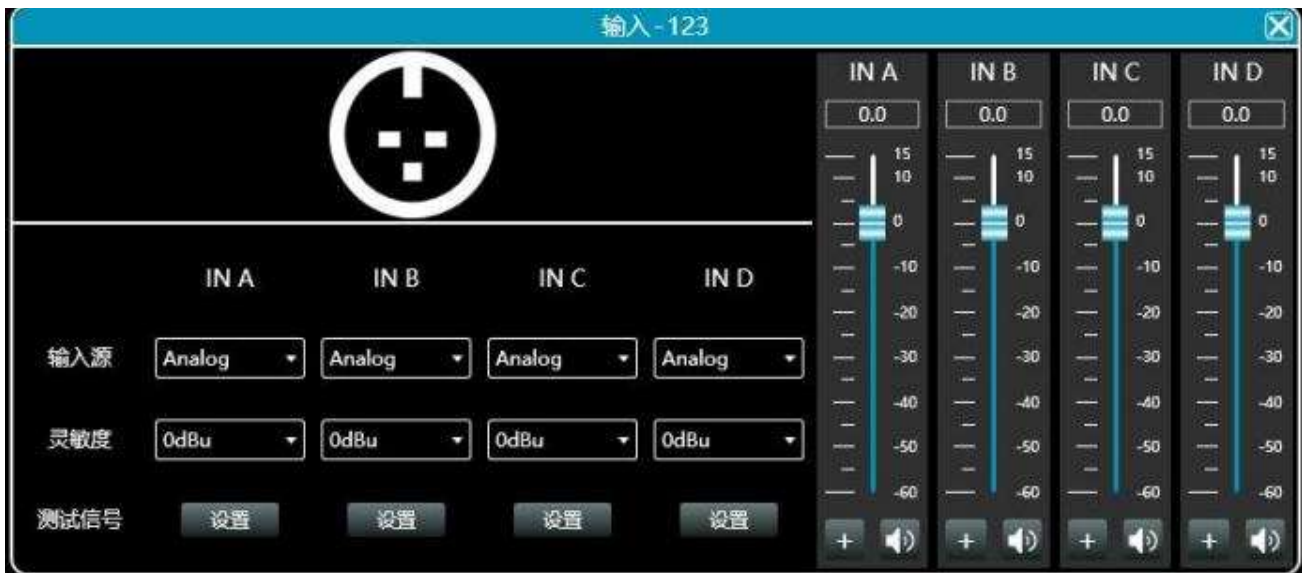 输入-123
IN A IN B IN C IN D
输入源 Analog Analog Analog Analog
灵敏度 0dBu 0dBu 0dBu 0dBu
测试信号 设置 设置 设置 设置
IN A IN B IN C IN D
0.0 0.0 0.0 0.0
15 15 15 15
10 10 10 10
0 0 0 0
-10 -10 -10 -10
-20 -20 -20 -20
-30 -30 -30 -30
-40 -40 -40 -40
-50 -50 -50 -50
-60 -60 -60 -60
+ + + +